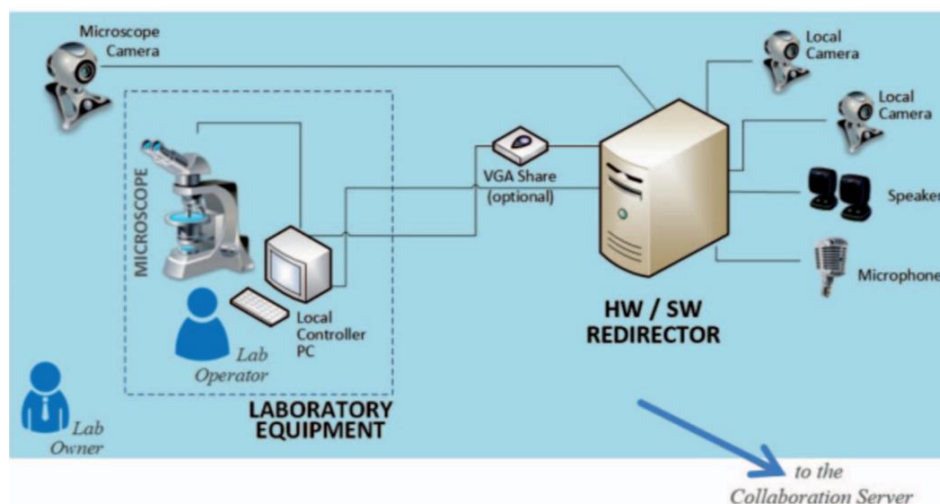 Microscope
Camera
Local
Camera
Local
Camera
VGA Share
(optional)
MICROSCOPE
Speaker
Microphone
Local
Controller
PC
HW / SW
REDIRECTOR
Lab
Operator
LABORATORY
EQUIPMENT
Lab
Owner
to the
Collaboration Server